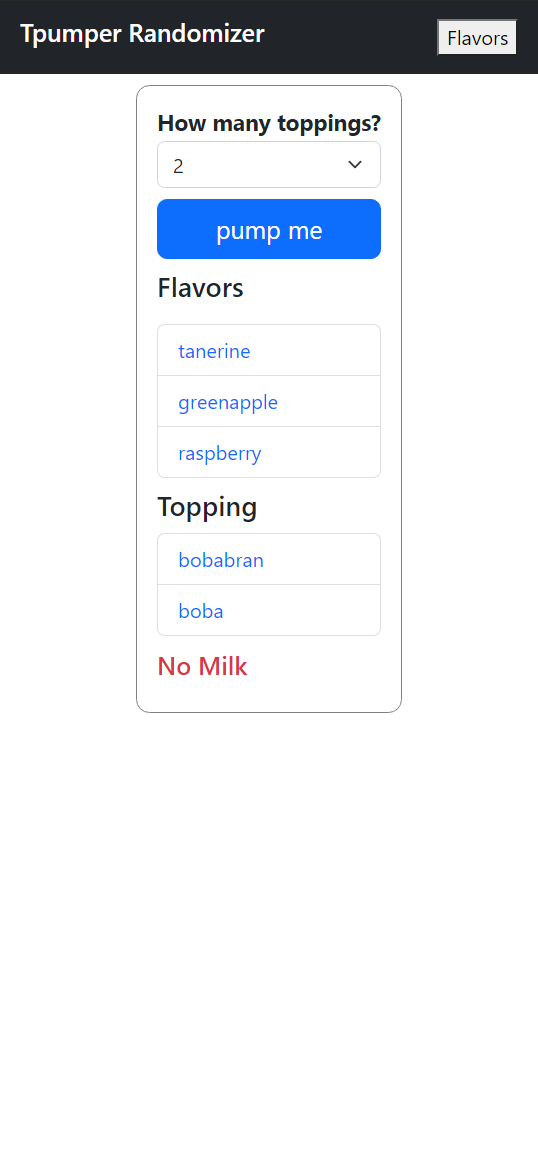 Tpumper Randomizer
Flavors
How many toppings?
2
pump me
Flavors
tanerine
greenapple
raspberry
Topping
bobabran
boba
No Milk